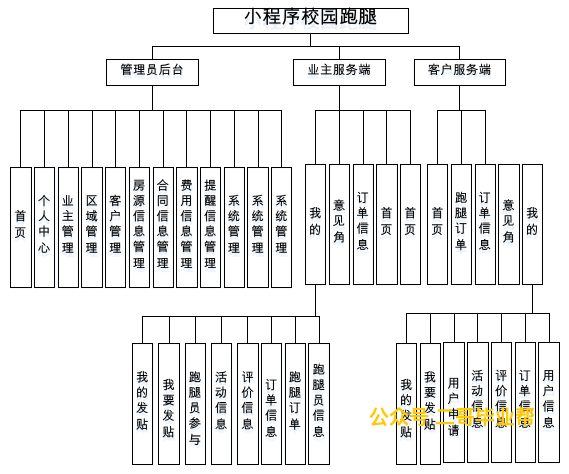 小程序校园跑腿
管理员后台
业主服务端
客户服务端
首页
个人中心
业主管理
区域管理
客户管理
房源信息管理
合同信息管理
费用信息管理
提醒信息管理
系统管理
系统管理
系统管理
我的
意见角
订单信息
首页
首页
首页
跑腿订单
订单信息
意见角
我的
我的发贴
我要发贴
跑腿员参与
活动信息
评价信息
订单信息
跑腿订单
跑腿员信息
我的发贴
我要发贴
用户申请
活动信息
评价信息
订单信息
用户信息
公众号 二哥毕业帮